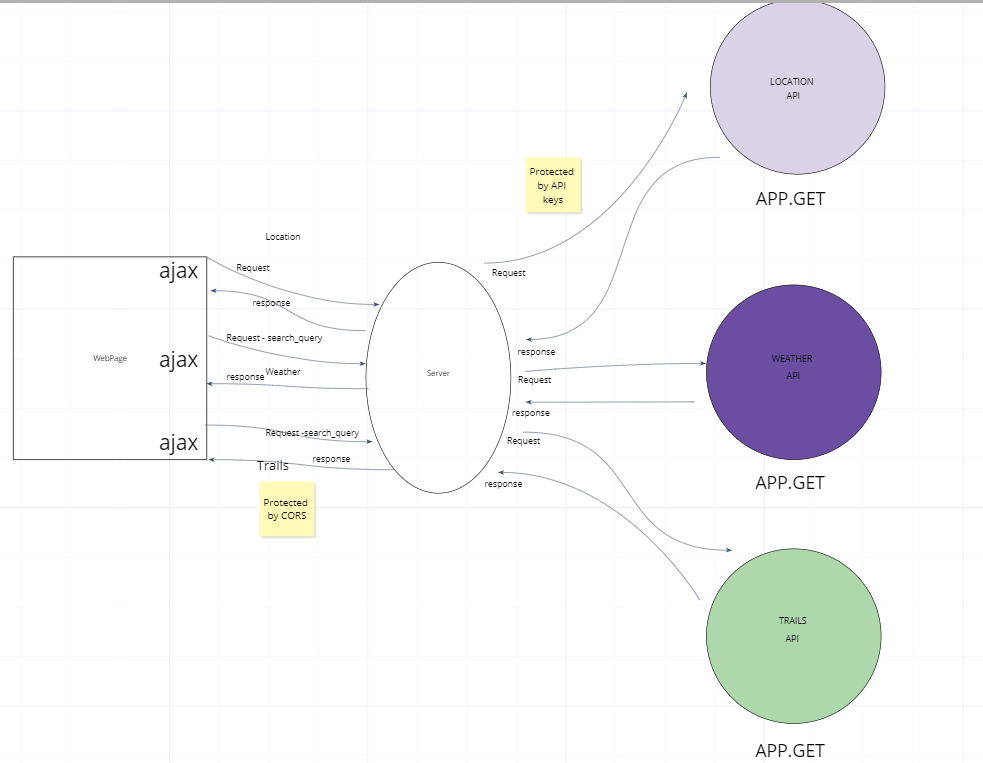 LOCATION
API
APP.GET
Protected
by API
keys
Location
ajax
Request
Request
response
Request - search_query
response
WebPage
ajax
response
Weather
Server
Request
WEATHER
API
response
Request -search_query
Request
ajax
response
Trails
response
APP.GET
Protected
by CORS
TRAILS
API
APP.GET